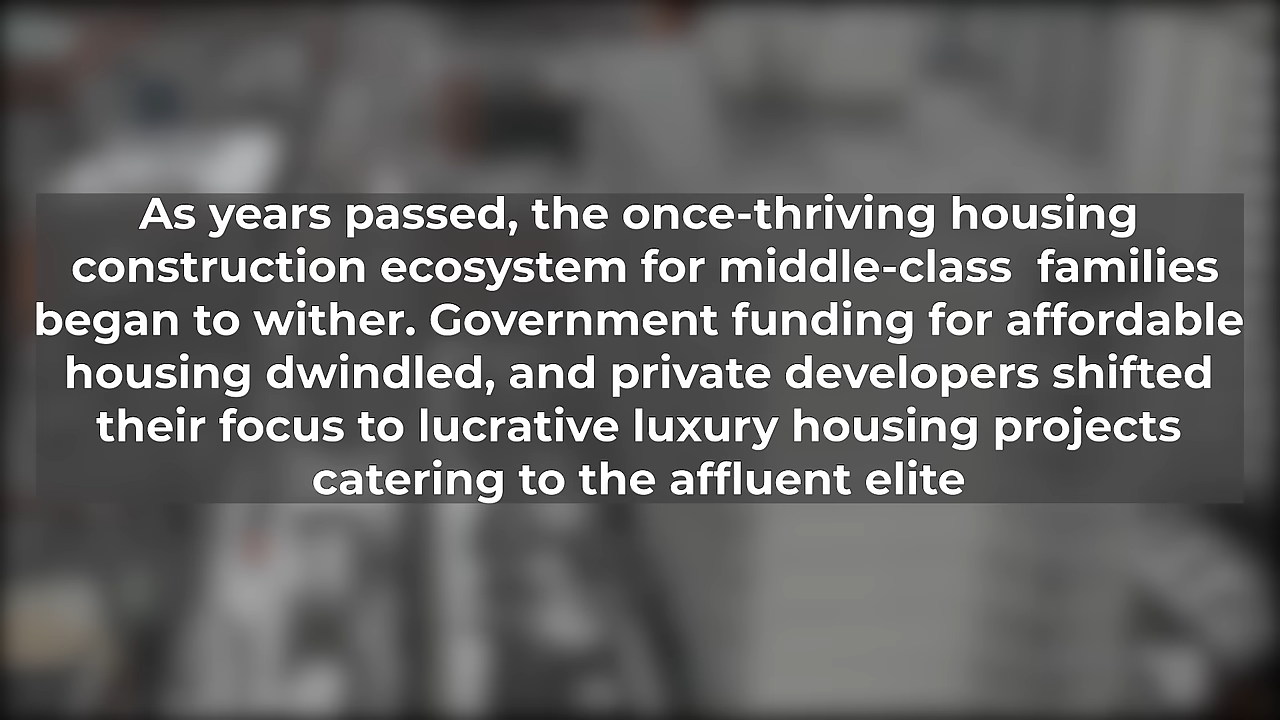 As years passed, the once-thriving housing
construction ecosystem for middle-class  families
began to wither. Government funding for affordable
housing dwindled, and private developers shifted
their focus to lucrative luxury housing projects
catering to the affluent elite